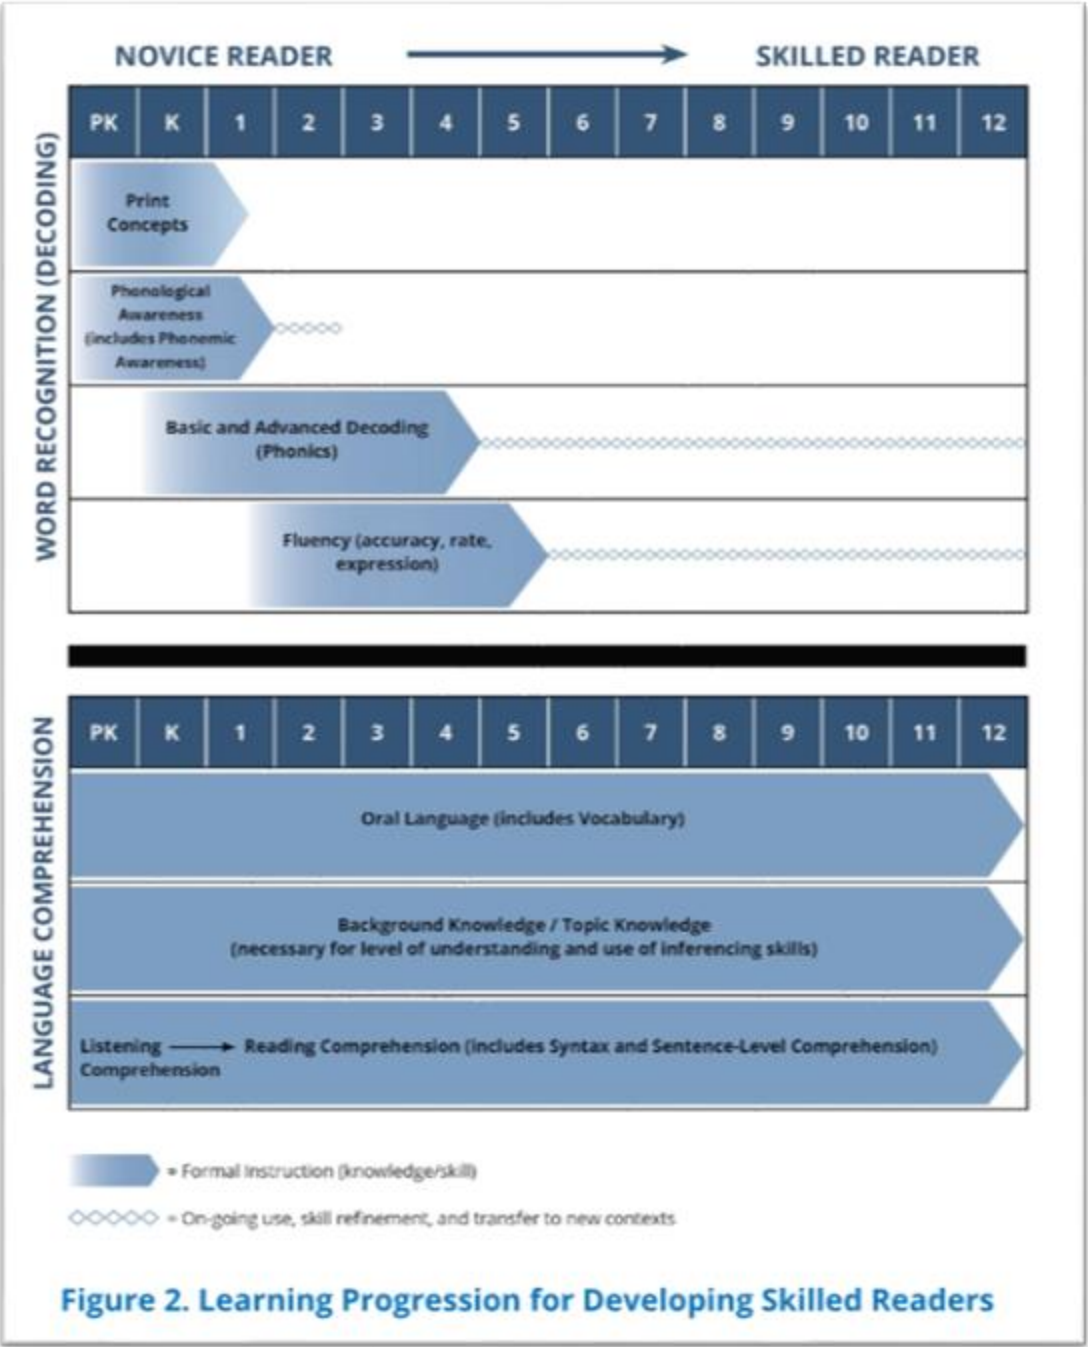 NOVICE READER SKILLED READER
WORD RECOGNITION (DECODING)
PK K 1 2 3 4 5 6 7 8 9 10 11 12
Print
Concepts
Phonological
Awareness
(includes Phonemic
Awareness)
Basic and Advanced Decoding
(Phonics)
Fluency (accuracy, rate,
expression)
LANGUAGE COMPREHENSION
PK K 1 2 3 4 5 6 7 8 9 10 11 12
Oral Language (includes Vocabulary)
Background Knowledge / Topic Knowledge
(necessary for level of understanding and use of inferencing skills)
Listening Reading Comprehension (includes Syntax and Sentence-Level Comprehension)
Comprehension
= Formal Instruction (knowledge/skill)
= On-going use, skill refinement, and transfer to new contexts
Figure 2. Learning Progression for Developing Skilled Readers